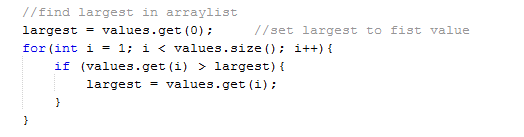 //find largest in arraylist
largest = values.get(0);     //set largest to fist value
for(int i = 1; i < values.size(); i++){
    if (values.get(i) > largest){
        largest = values.get(i);
    }
}